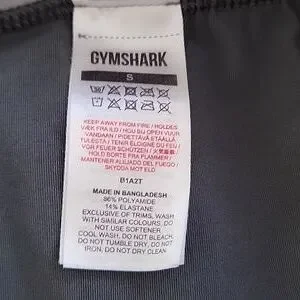 GYMSHARK
S
KEEP AWAY FROM FIRE / HOLDES
VÆK FRA ILD / HOU BIJ OPEN VUUR
VANDAAN / PIDETTÄVÄ ETÄÄLLÄ
TULESTA / TENIR ÉLOIGNÉ DU FEU /
VOR FEUER SCHÜTZEN /
HOLD BORTE FRA FLAMMER /
MANTENER ALEJADO DEL FUEGO /
SKYDDA MOT ELD
B1A2T
MADE IN BANGLADESH
86% POLYAMIDE
14% ELASTANE
EXCLUSIVE OF TRIMS, WASH
WITH SIMILAR COLOURS, DO
NOT USE SOFTENER
COOL WASH, DO NOT BLEACH,
DO NOT TUMBLE DRY, DO NOT
IRON, DO NOT DRY CLEAN